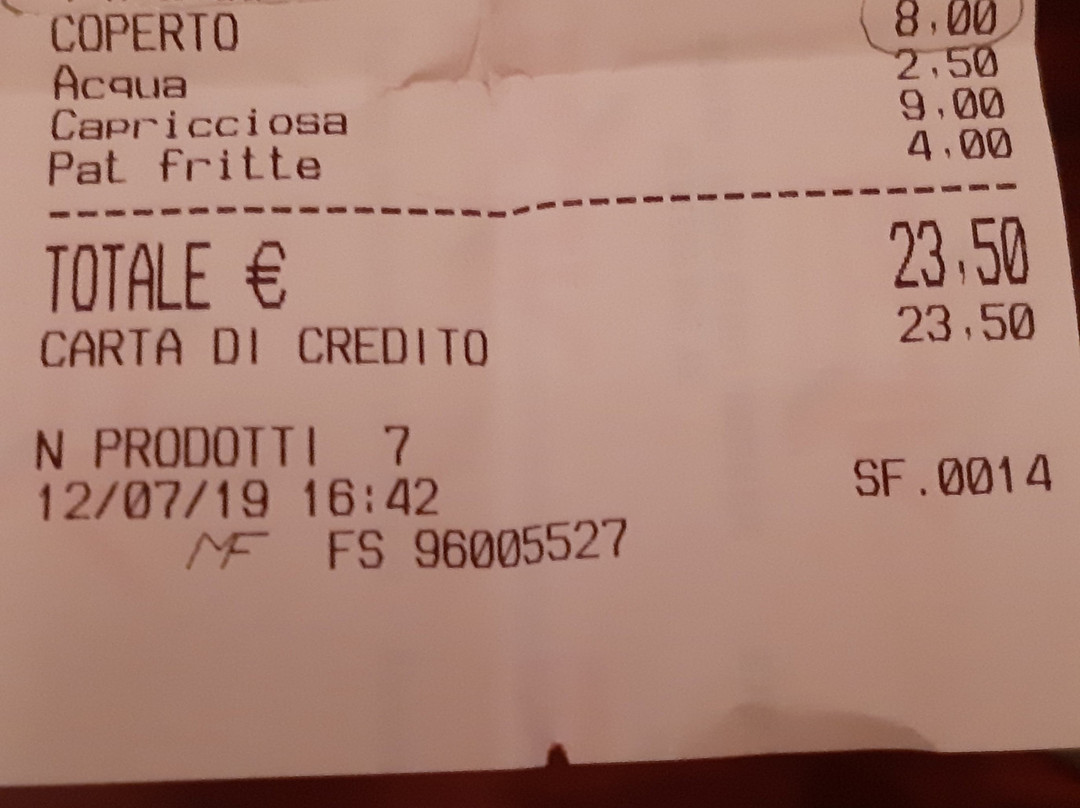 COPERTO 8,00
Acqua 2,50
Capricciosa 9,00
Pat fritte 4,00
TOTALE € 23,50
CARTA DI CREDITO 23,50
N PRODOTTI 7
12/07/19 16:42 SF.0014
MF FS 96005527